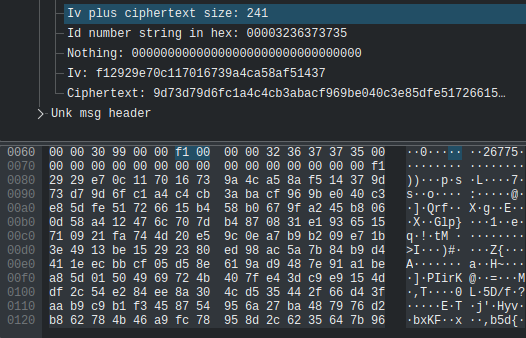 Iv plus ciphertext size: 241
Id number string in hex: 00003236373735
Nothing: 00000000000000000000000000000000
Iv: f12929e70c117016739a4ca58af51437
Ciphertext: 9d73d79d6fc1a4c4cb3abacf969be040c3e85dfe51726615…
Unk msg header
0060 00 00 30 99 00 00 f1 00 00 00 32 36 37 37 35 00 ··0····· ··26775·
0070 00 00 00 00 00 00 00 00 00 00 00 00 00 00 00 f1 ········ ········
0080 29 29 e7 0c 11 70 16 73 9a 4c a5 8a f5 14 37 9d ))···p·s ·L····7·
0090 73 d7 9d 6f c1 a4 c4 cb 3a ba cf 96 9b e0 40 c3 s··o···· :·····@·
00a0 e8 5d fe 51 72 66 15 b4 58 b0 67 9f a2 45 b8 06 ·]·Qrf·· X·g··E··
00b0 0d 58 a4 12 47 6c 70 7d b4 87 08 31 e1 93 65 15 ·X··Glp} ···1··e·
00c0 71 09 21 fa 74 4d 20 e5 9c 0e a7 b9 b2 09 e7 1b q·!·tM · ········
00d0 3e 49 13 be 15 29 23 80 ed 98 ac 5a 7b 84 b9 d4 >I···)#· ···Z{···
00e0 41 1e ec bb cf 05 d5 8e 61 9a d9 48 7e 91 a1 be A······· a··H~···
00f0 a8 5d 01 50 49 69 72 4b 40 7f e4 3d c9 e9 15 4d ·]·PIirK @··=···M
0100 df 2c 54 e2 84 ee 8a 30 4c d5 35 44 2f 66 d4 3f ·,T····0 L·5D/f·?
0110 aa b9 c9 b1 f3 45 87 54 95 6a 27 ba 48 79 76 d2 ·····E·T ·j'·Hyv·
0120 b8 62 78 4b 46 a9 fc 78 95 8d 2c 62 35 64 7b 96 ·bxKF··x ··,b5d{·